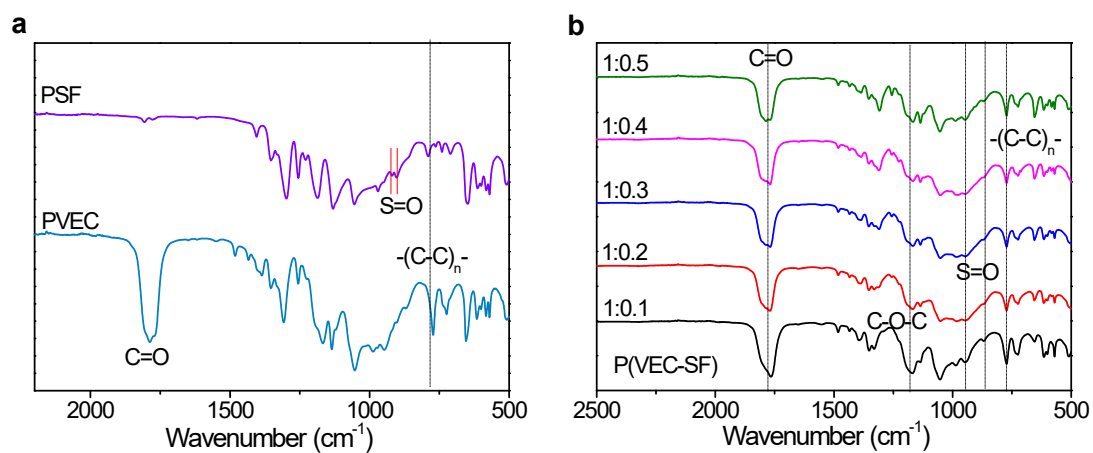 a
PSF
S=O
PVEC
-(C-C)n-
C=O
2000 1500 1000 500
Wavenumber (cm-1)
b
1:0.5
C=O
1:0.4
-(C-C)n-
1:0.3
1:0.2
S=O
1:0.1
C-O-C
P(VEC-SF)
2500 2000 1500 1000 500
Wavenumber (cm-1)